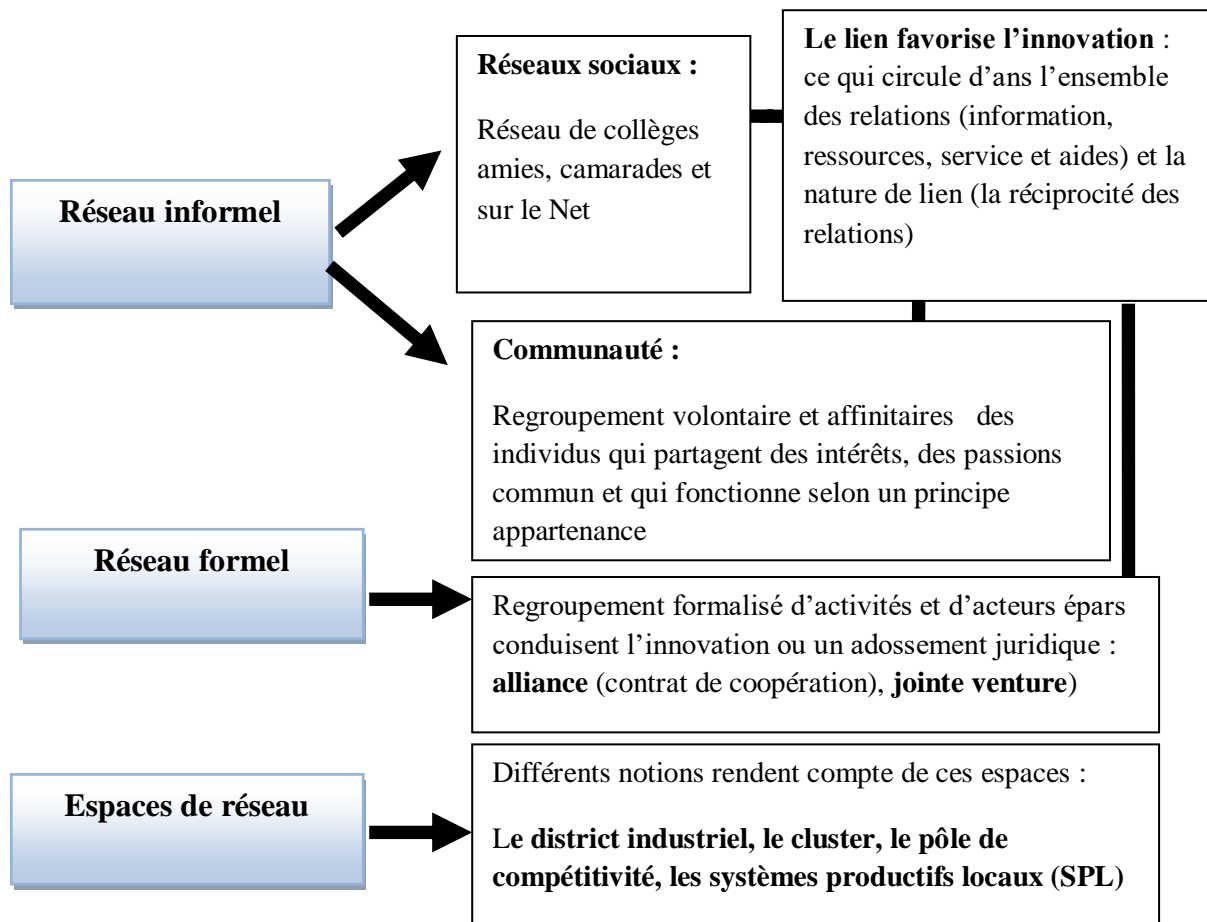 Réseau informel
Réseaux sociaux :
Réseau de collèges
amies, camarades et
sur le Net
Le lien favorise l’innovation :
ce qui circule d’ans l’ensemble
des relations (information,
ressources, service et aides) et la
nature de lien (la réciprocité des
relations)
Communauté :
Regroupement volontaire et affinitaires des
individus qui partagent des intérêts, des passions
commun et qui fonctionne selon un principe
appartenance
Réseau formel
Regroupement formalisé d’activités et d’acteurs épars
conduisent l’innovation ou un adossement juridique :
alliance (contrat de coopération), jointe venture)
Espaces de réseau
Différents notions rendent compte de ces espaces :
Le district industriel, le cluster, le pôle de
compétitivité, les systèmes productifs locaux (SPL)